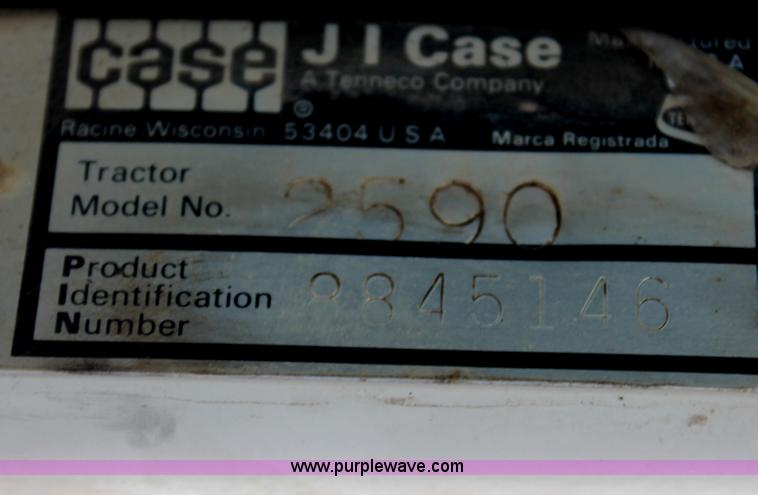 case
J I Case
A Tenneco Company
®
Racine Wisconsin 53404 U S A
Marca Registrada
Tractor
Model No. 2590
Product
Identification
Number
8845146
www.purplewave.com